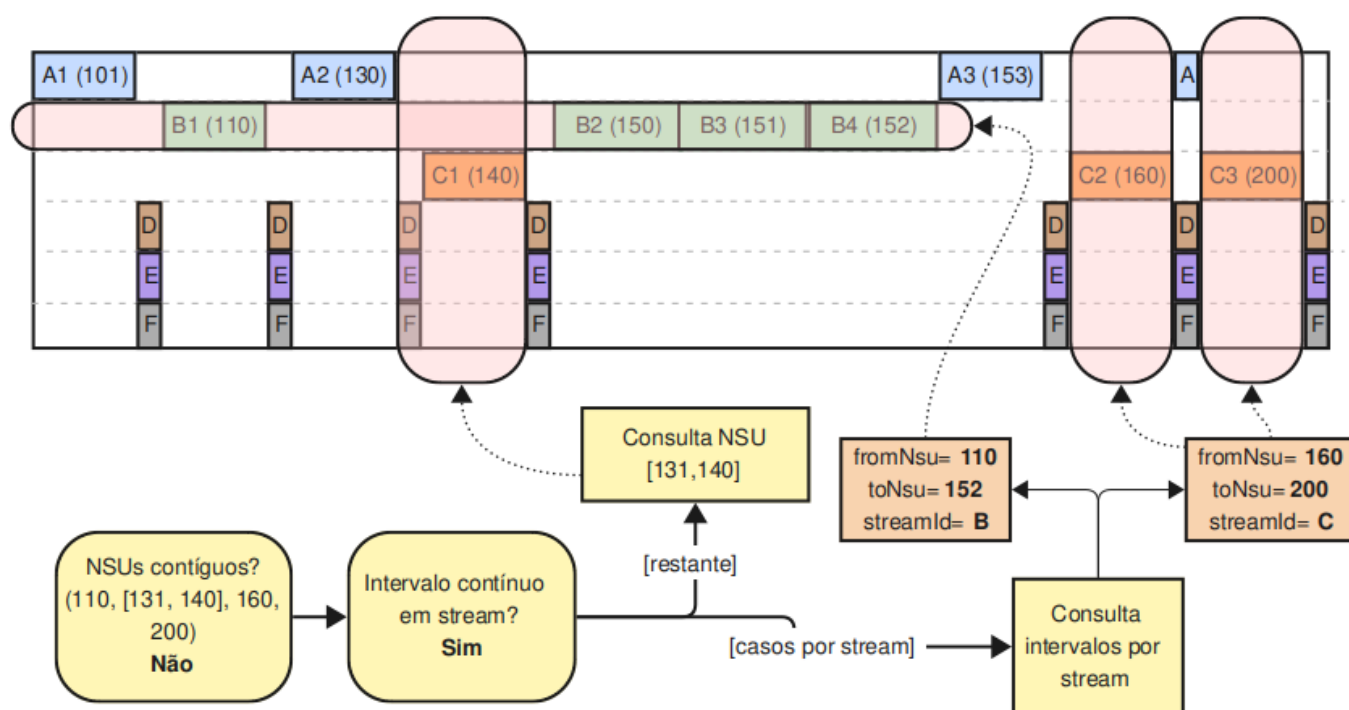 A1 (101)
A2 (130)
A3 (153)
A
B1 (110)
B2 (150)
B3 (151)
B4 (152)
C1 (140)
C2 (160)
C3 (200)
D
D
D
D
D
D
D
E
E
E
E
E
E
E
F
F
F
F
F
F
F
Consulta NSU
[131,140]
fromNsu= 110
toNsu= 152
streamId= B
fromNsu= 160
toNsu= 200
streamId= C
NSUs contíguos?
(110, [131, 140], 160,
200)
Não
Intervalo contínuo
em stream?
Sim
[restante]
[casos por stream]
Consulta
intervalos por
stream